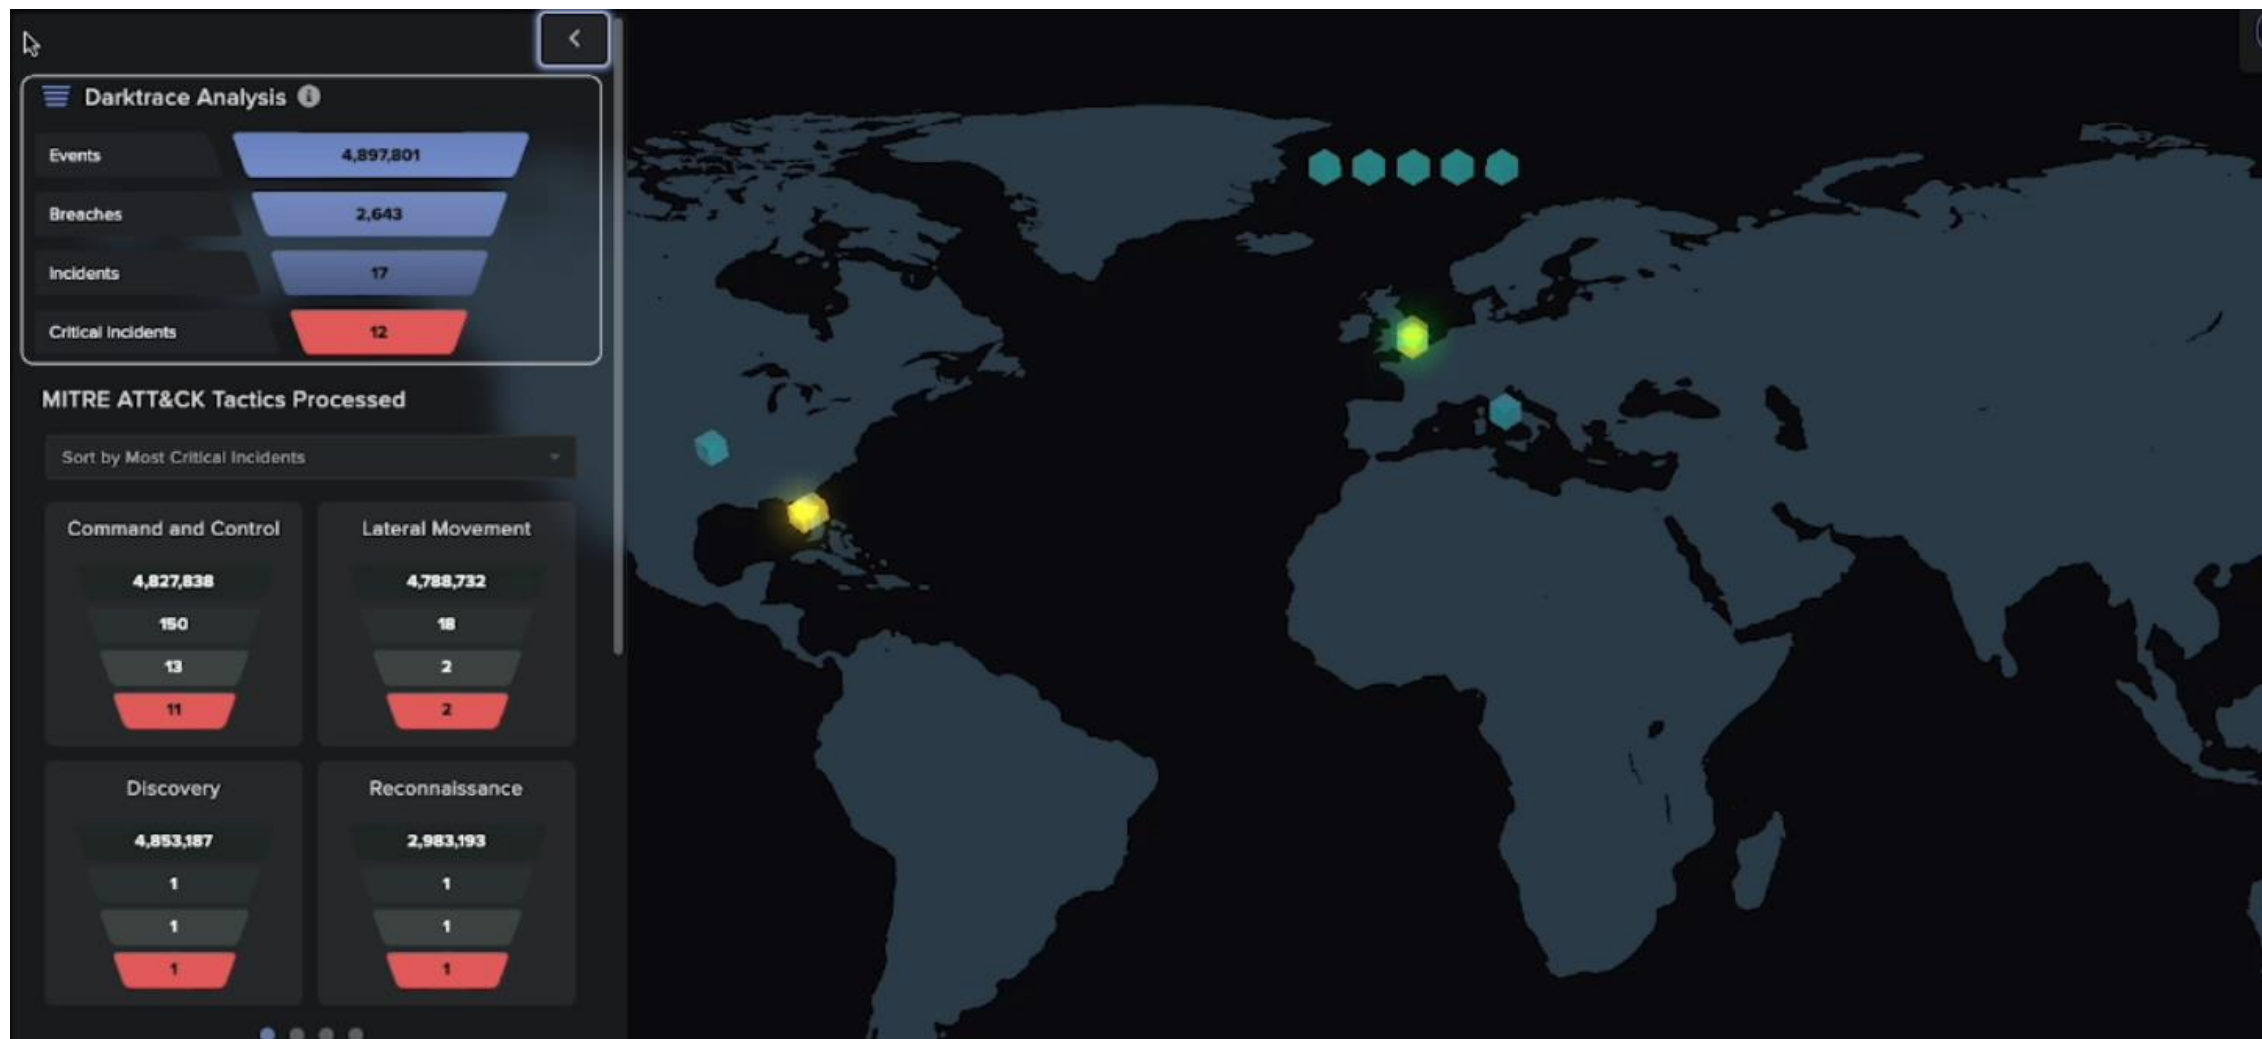 Darktrace Analysis
Events 4,897,801
Breaches 2,643
Incidents 17
Critical Incidents 12
MITRE ATT&CK Tactics Processed
Sort by Most Critical Incidents
Command and Control
4,827,838
150
13
11
Lateral Movement
4,788,732
18
2
2
Discovery
4,853,187
1
1
1
Reconnaissance
2,983,193
1
1
1